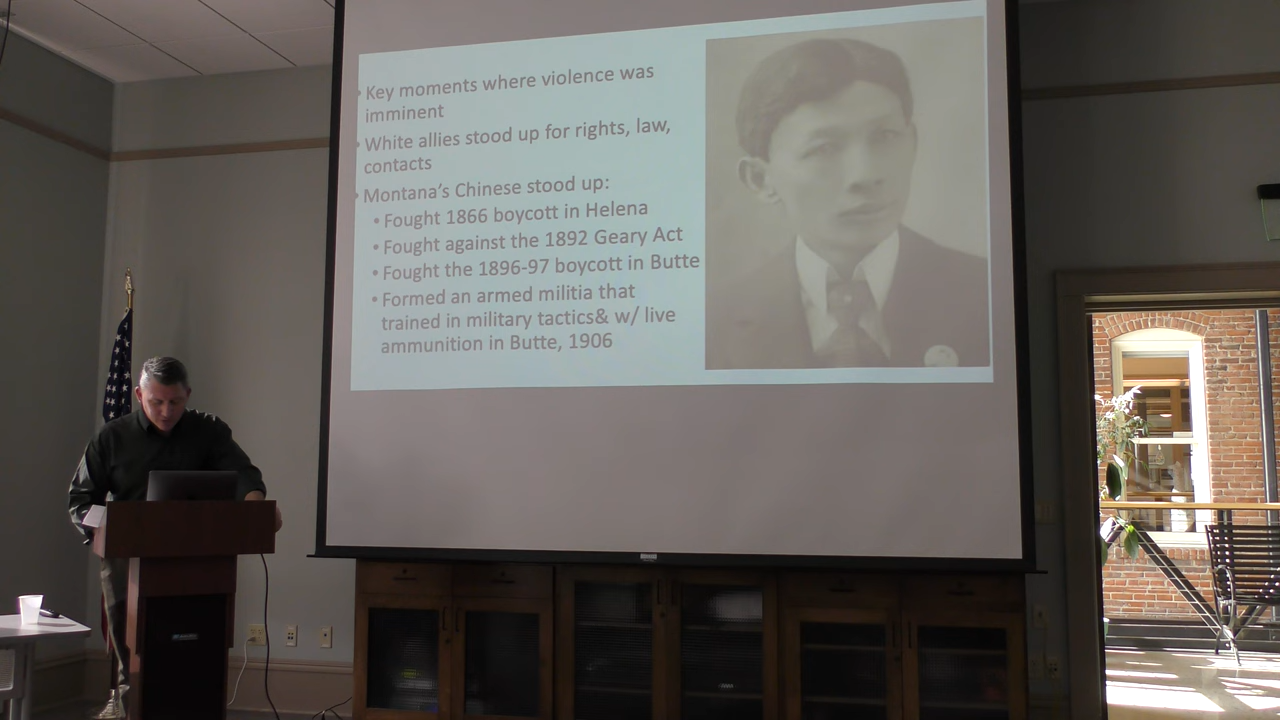 • Key moments where violence was
imminent
• White allies stood up for rights, law,
contacts
• Montana's Chinese stood up:
• Fought 1866 boycott in Helena
• Fought against the 1892 Geary Act
• Fought the 1896-97 boycott in Butte
• Formed an armed militia that
trained in military tactics& w/ live
ammunition in Butte, 1906